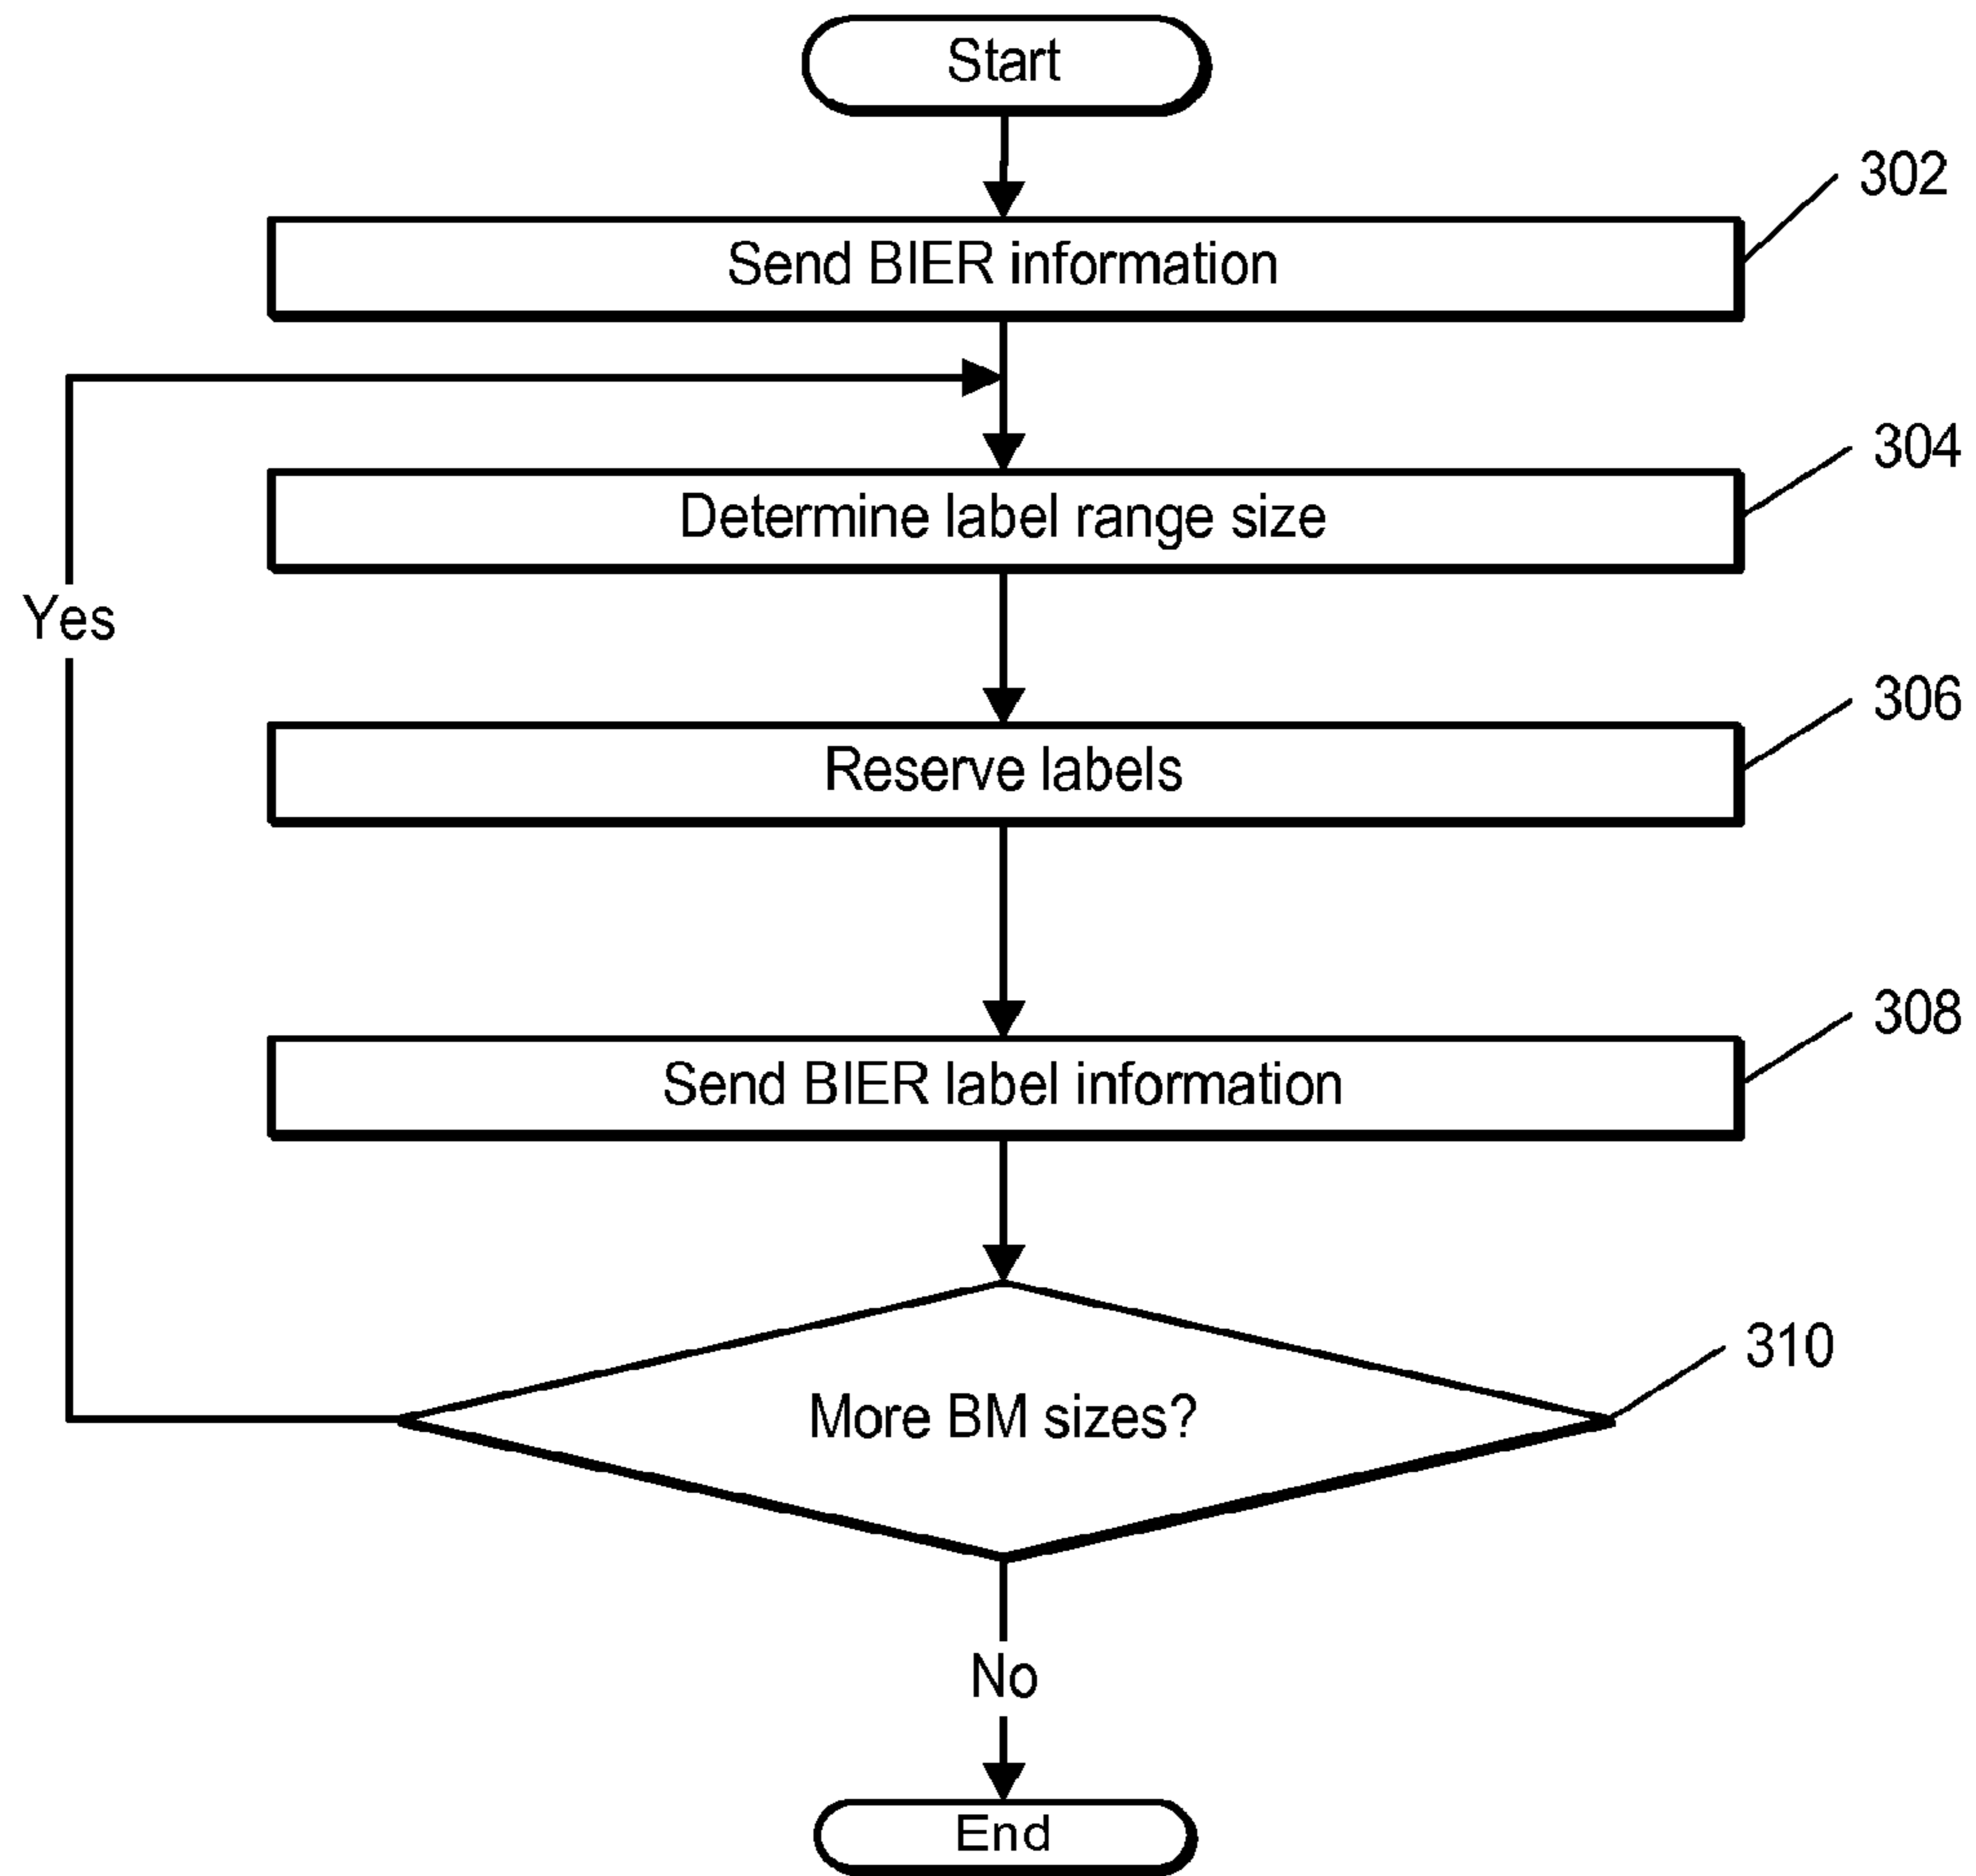 Start
302
Send BIER information
304
Determine label range size
Yes
306
Reserve labels
308
Send BIER label information
310
More BM sizes?
No
End